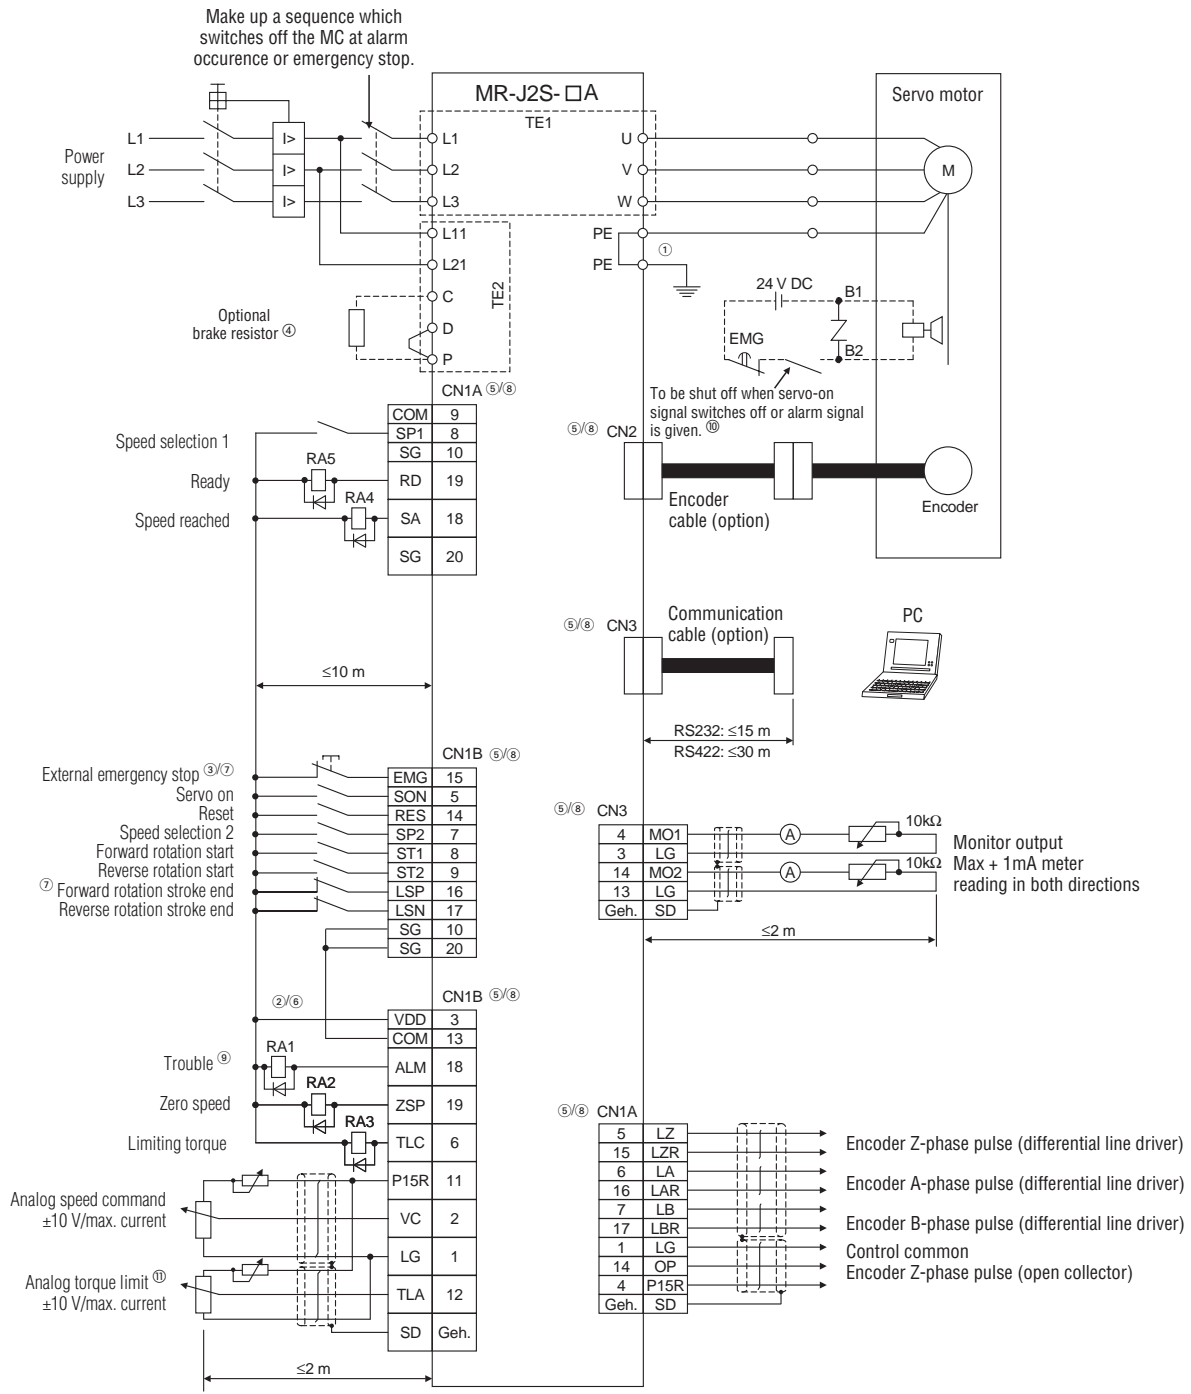 Make up a sequence which
switches off the MC at alarm
occurence or emergency stop.
MR-J2S-□A
Servo motor
TE1
Power
supply
L1
L2
L3
I>
I>
I>
L1
L2
L3
U
V
W
M
L11
L21
PE
PE
①
TE2
C
D
P
Optional
brake resistor ④
24 V DC
B1
B2
EMG
To be shut off when servo-on
signal switches off or alarm signal
is given. ⑩
CN1A ⑤/⑧
COM 9
SP1 8
SG 10
RD 19
SA 18
SG 20
Speed selection 1
RA5
Ready
RA4
Speed reached
⑤/⑧ CN2
Encoder
cable (option)
Encoder
⑤/⑧ CN3
Communication
cable (option)
PC
≤10 m
RS232: ≤15 m
RS422: ≤30 m
CN1B ⑤/⑧
External emergency stop ③/⑦
EMG 15
Servo on
SON 5
Reset
RES 14
Speed selection 2
SP2 7
Forward rotation start
ST1 8
Reverse rotation start
ST2 9
⑦ Forward rotation stroke end
LSP 16
Reverse rotation stroke end
LSN 17
SG 10
SG 20
⑤/⑧ CN3
4 MO1
3 LG
14 MO2
13 LG
Geh. SD
A
10kΩ
A
10kΩ
Monitor output
Max + 1mA meter
reading in both directions
≤2 m
②/⑥
CN1B ⑤/⑧
VDD 3
COM 13
Trouble ⑨
RA1
ALM 18
Zero speed
RA2
ZSP 19
Limiting torque
RA3
TLC 6
P15R 11
Analog speed command
±10 V/max. current
VC 2
LG 1
Analog torque limit ⑪
±10 V/max. current
TLA 12
SD Geh.
≤2 m
⑤/⑧ CN1A
5 LZ
15 LZR
6 LA
16 LAR
7 LB
17 LBR
1 LG
14 OP
4 P15R
Geh. SD
Encoder Z-phase pulse (differential line driver)
Encoder A-phase pulse (differential line driver)
Encoder B-phase pulse (differential line driver)
Control common
Encoder Z-phase pulse (open collector)